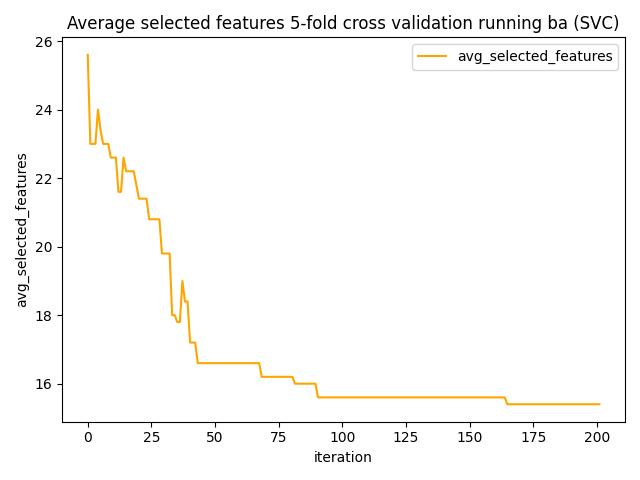 Average selected features 5-fold cross validation running ba (SVC)
avg_selected_features
26
24
22
20
18
16
avg_selected_features
0 25 50 75 100 125 150 175 200
iteration